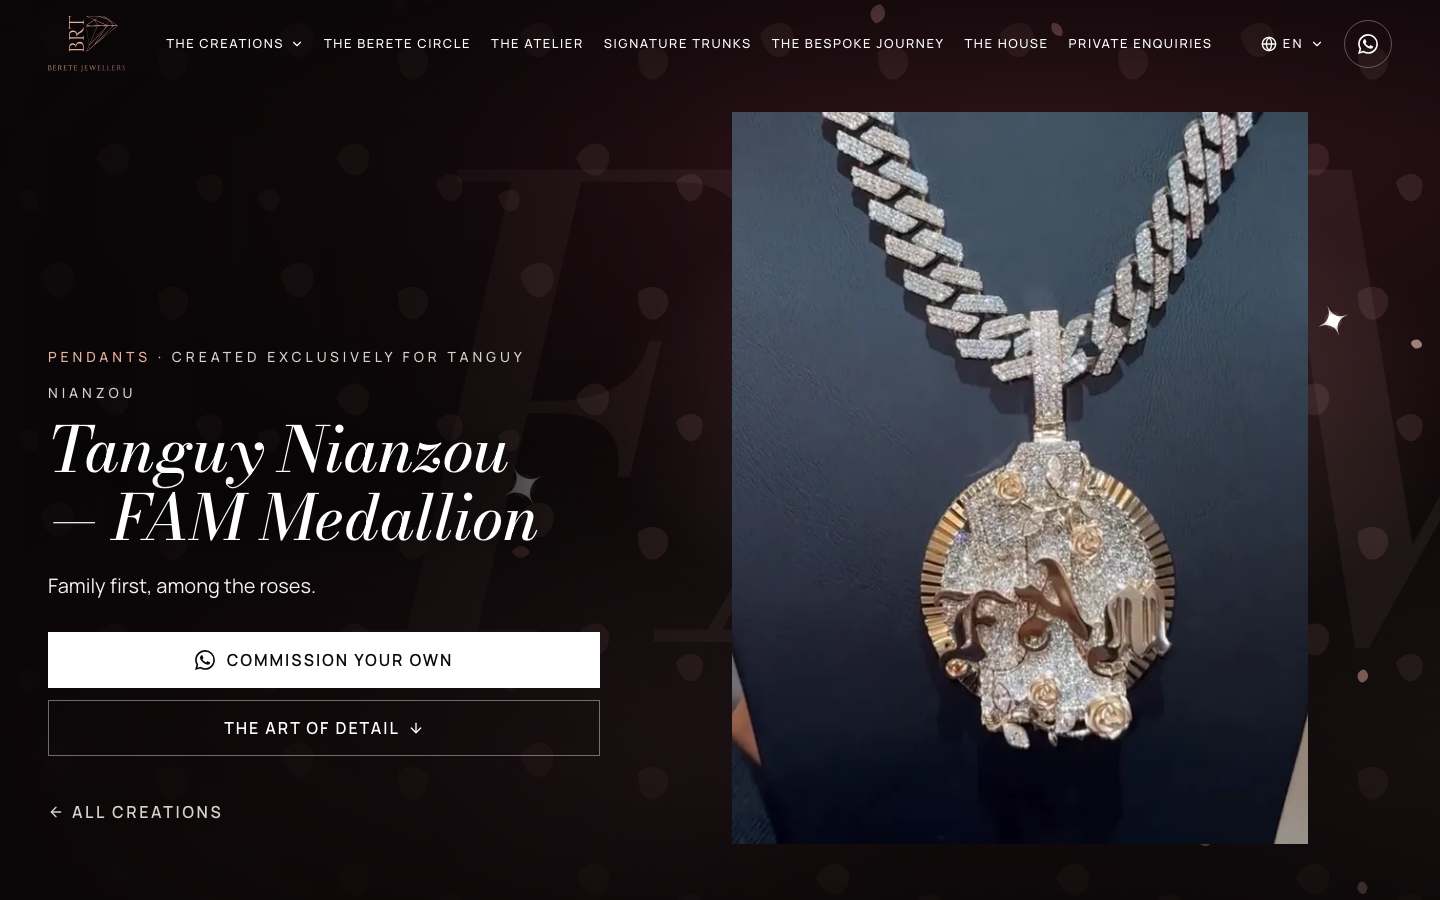 BRT
BERETE JEWELLERS
THE CREATIONS
THE BERETE CIRCLE
THE ATELIER
SIGNATURE TRUNKS
THE BESPOKE JOURNEY
THE HOUSE
PRIVATE ENQUIRIES
EN
PENDANTS · CREATED EXCLUSIVELY FOR TANGUY
NIANZOU
Tanguy Nianzou
— FAM Medallion
Family first, among the roses.
COMMISSION YOUR OWN
THE ART OF DETAIL ↓
← ALL CREATIONS
FAM